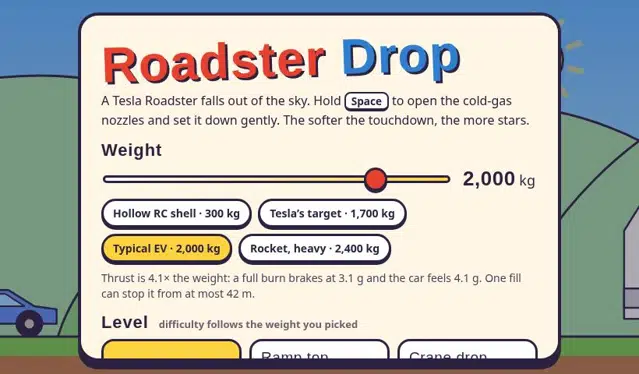 Roadster Drop
A Tesla Roadster falls out of the sky. Hold Space to open the cold-gas
nozzles and set it down gently. The softer the touchdown, the more stars.
Weight
2,000 kg
Hollow RC shell · 300 kg
Tesla's target · 1,700 kg
Typical EV · 2,000 kg
Rocket, heavy · 2,400 kg
Thrust is 4.1× the weight: a full burn brakes at 3.1 g and the car feels 4.1 g. One fill
can stop it from at most 42 m.
Level difficulty follows the weight you picked
Ramp top
Crane drop